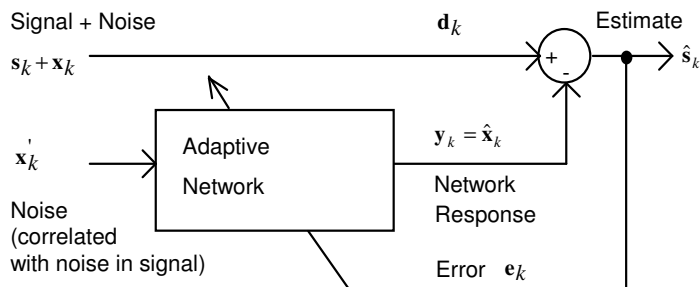 Signal + Noise
d_k
Estimate
s_k + x_k
+
-
ŝ_k
x'_k
Adaptive
Network
y_k = x̂_k
Network
Response
Noise
(correlated
with noise in signal)
Error e_k